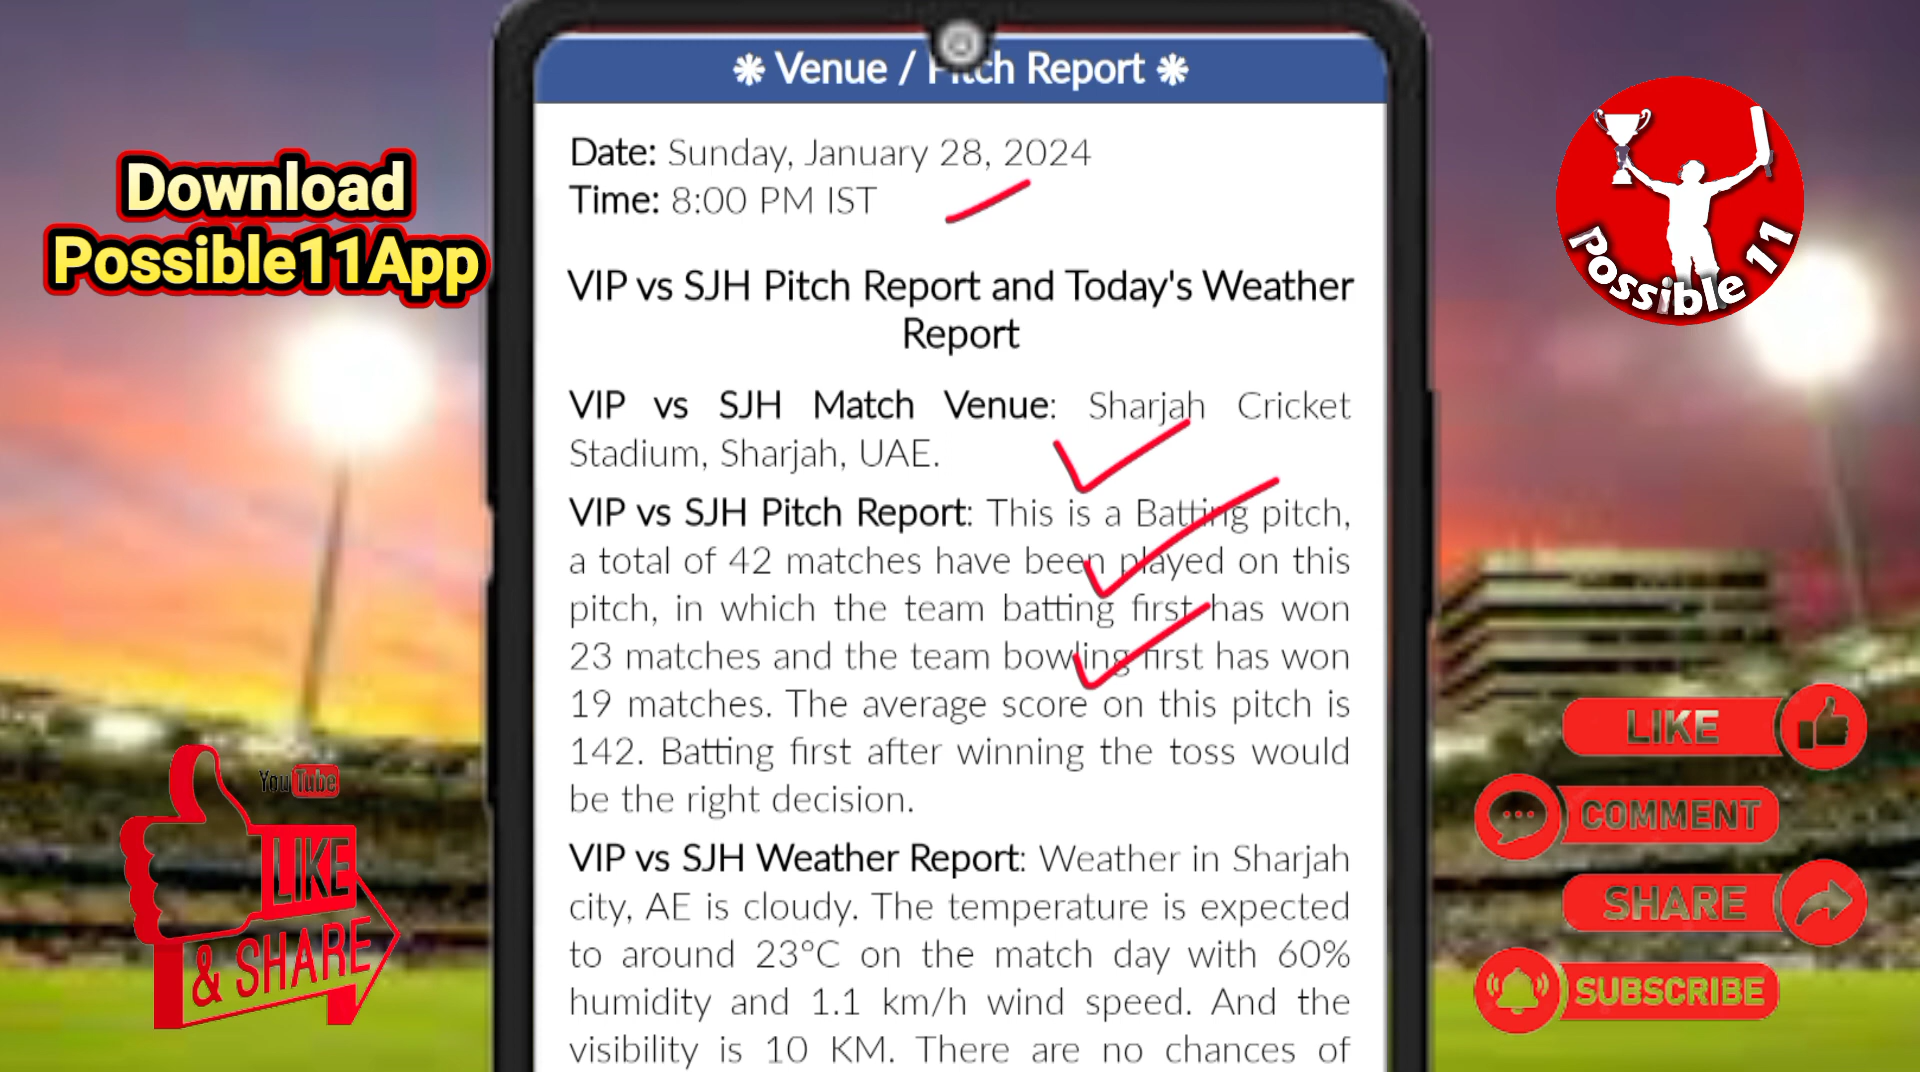 Venue / Pitch Report
Date: Sunday, January 28, 2024
Time: 8:00 PM IST
VIP vs SJH Pitch Report and Today's Weather
Report
VIP vs SJH Match Venue: Sharjah Cricket
Stadium, Sharjah, UAE.
VIP vs SJH Pitch Report: This is a Batting pitch,
a total of 42 matches have been played on this
pitch, in which the team batting first has won
23 matches and the team bowling first has won
19 matches. The average score on this pitch is
142. Batting first after winning the toss would
be the right decision.
VIP vs SJH Weather Report: Weather in Sharjah
city, AE is cloudy. The temperature is expected
to around 23°C on the match day with 60%
humidity and 1.1 km/h wind speed. And the
visibility is 10 KM. There are no chances of
Download
Possible11App
YouTube
LIKE
& SHARE
Possible 11
LIKE
COMMENT
SHARE
SUBSCRIBE